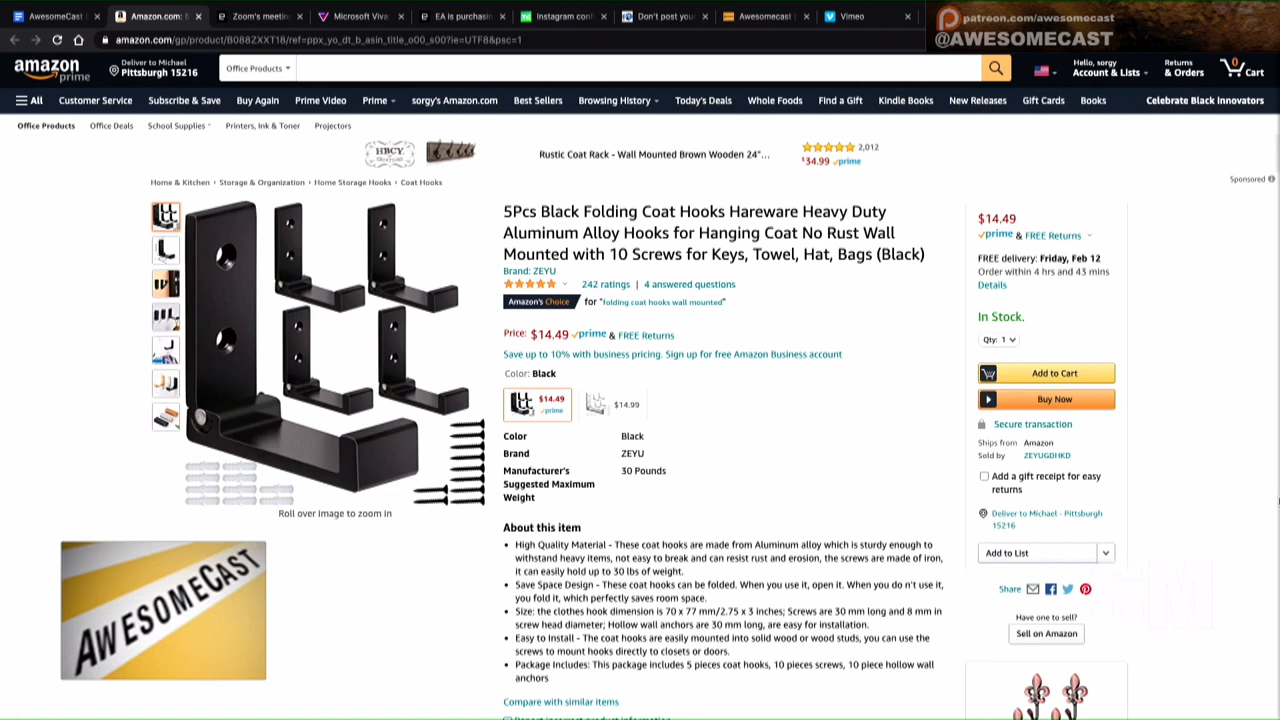 AwesomeCast
Amazon.com: 5
Zoom's meetin
Microsoft Viva:
EA is purchasin
Instagram conf
Don't post you
Awesomecast
Vimeo
patreon.com/awesomecast
@AWESOMECAST
amazon.com/gp/product/B088ZXXT18/ref=ppx_yo_dt_b_asin_title_o00_s00?ie=UTF8&psc=1
amazon
prime
Deliver to Michael
Pittsburgh 15216
Office Products
Hello, sorgy
Account & Lists
Returns
& Orders
0
Cart
All Customer Service Subscribe & Save Buy Again Prime Video Prime sorgy's Amazon.com Best Sellers Browsing History Today's Deals Whole Foods Find a Gift Kindle Books New Releases Gift Cards Books Celebrate Black Innovators
Office Products Office Deals School Supplies Printers, Ink & Toner Projectors
HBCY
CREATIONS
Rustic Coat Rack - Wall Mounted Brown Wooden 24"...
2,012
$34.99 prime
Sponsored
Home & Kitchen › Storage & Organization › Home Storage Hooks › Coat Hooks
5Pcs Black Folding Coat Hooks Hareware Heavy Duty
Aluminum Alloy Hooks for Hanging Coat No Rust Wall
Mounted with 10 Screws for Keys, Towel, Hat, Bags (Black)
Brand: ZEYU
242 ratings | 4 answered questions
Amazon's Choice for "folding coat hooks wall mounted"
Price: $14.49 prime & FREE Returns
Save up to 10% with business pricing. Sign up for free Amazon Business account
Color: Black
$14.49
prime
$14.99
Color Black
Brand ZEYU
Manufacturer's 30 Pounds
Suggested Maximum
Weight
Roll over image to zoom in
About this item
• High Quality Material - These coat hooks are made from Aluminum alloy which is sturdy enough to
withstand heavy items, not easy to break and can resist rust and erosion, the screws are made of iron,
it can easily hold up to 30 lbs of weight.
• Save Space Design - These coat hooks can be folded. When you use it, open it. When you do n't use it,
you fold it, which perfectly saves room space.
• Size: the clothes hook dimension is 70 x 77 mm/2.75 x 3 inches; Screws are 30 mm long and 8 mm in
screw head diameter; Hollow wall anchors are 30 mm long, are easy for installation.
• Easy to Install - The coat hooks are easily mounted into solid wood or wood studs, you can use the
screws to mount hooks directly to closets or doors.
• Package Includes: This package includes 5 pieces coat hooks, 10 pieces screws, 10 piece hollow wall
anchors
Compare with similar items
Report incorrect product information
$14.49
prime & FREE Returns
FREE delivery: Friday, Feb 12
Order within 4 hrs and 43 mins
Details
In Stock.
Qty: 1
Add to Cart
Buy Now
Secure transaction
Ships from Amazon
Sold by ZEYUGDHKD
Add a gift receipt for easy
returns
Deliver to Michael - Pittsburgh
15216
Add to List
Share
Have one to sell?
Sell on Amazon
AWESOMECAST